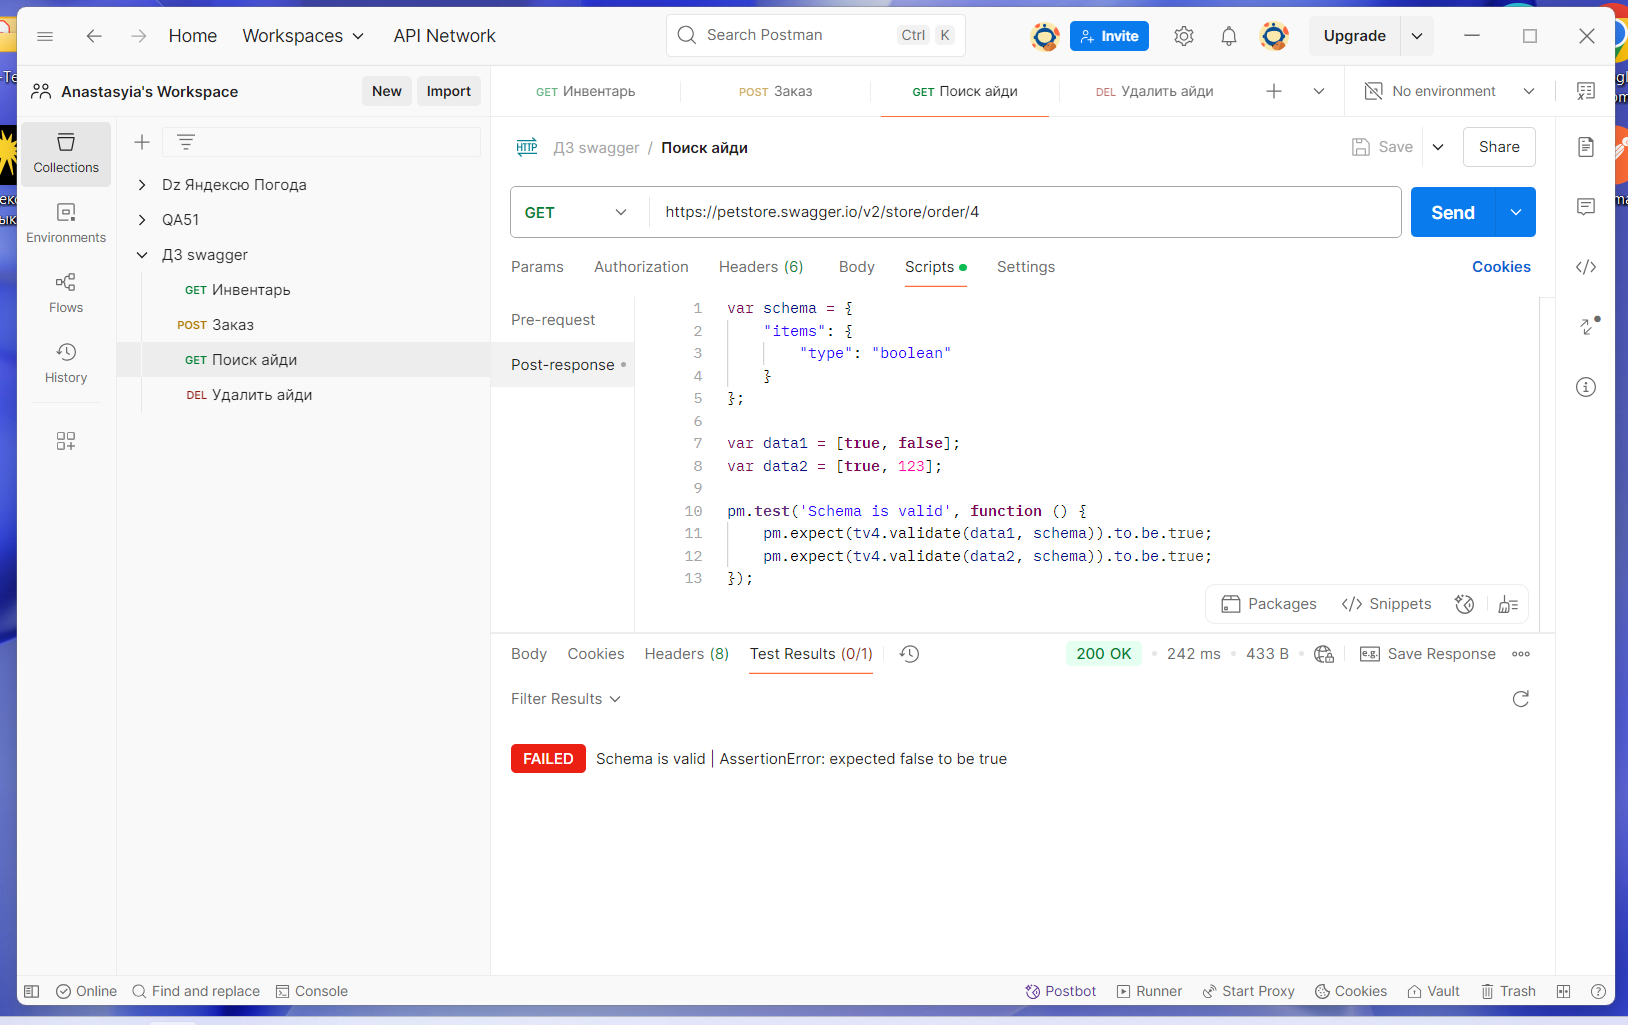 Home
Workspaces
API Network
Search Postman
Ctrl
K
Invite
Upgrade
Anastasyia's Workspace
New
Import
GET Инвентарь
POST Заказ
GET Поиск айди
DEL Удалить айди
No environment
Collections
Environments
Flows
History
Dz Яндексю Погода
QA51
ДЗ swagger
GET Инвентарь
POST Заказ
GET Поиск айди
DEL Удалить айди
HTTP ДЗ swagger / Поиск айди
Save
Share
GET
https://petstore.swagger.io/v2/store/order/4
Send
Params
Authorization
Headers (6)
Body
Scripts
Settings
Cookies
Pre-request
Post-response
1 var schema = {
2 "items": {
3 "type": "boolean"
4 }
5 };
6
7 var data1 = [true, false];
8 var data2 = [true, 123];
9
10 pm.test('Schema is valid', function () {
11 pm.expect(tv4.validate(data1, schema)).to.be.true;
12 pm.expect(tv4.validate(data2, schema)).to.be.true;
13 });
Packages
</> Snippets
Body
Cookies
Headers (8)
Test Results (0/1)
200 OK
242 ms
433 B
e.g. Save Response
Filter Results
FAILED Schema is valid | AssertionError: expected false to be true
Online
Find and replace
Console
Postbot
Runner
Start Proxy
Cookies
Vault
Trash